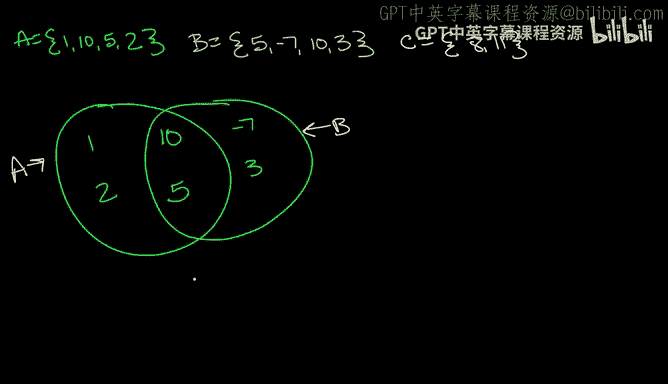 GPT中英字幕课程资源@bilibili.com
GPT中英字幕课程资源 bilibili
A={1,10,5,2} B={5,-7,10,3} C={ ,11}
1 10 -7 ←B
A→
2 5 3